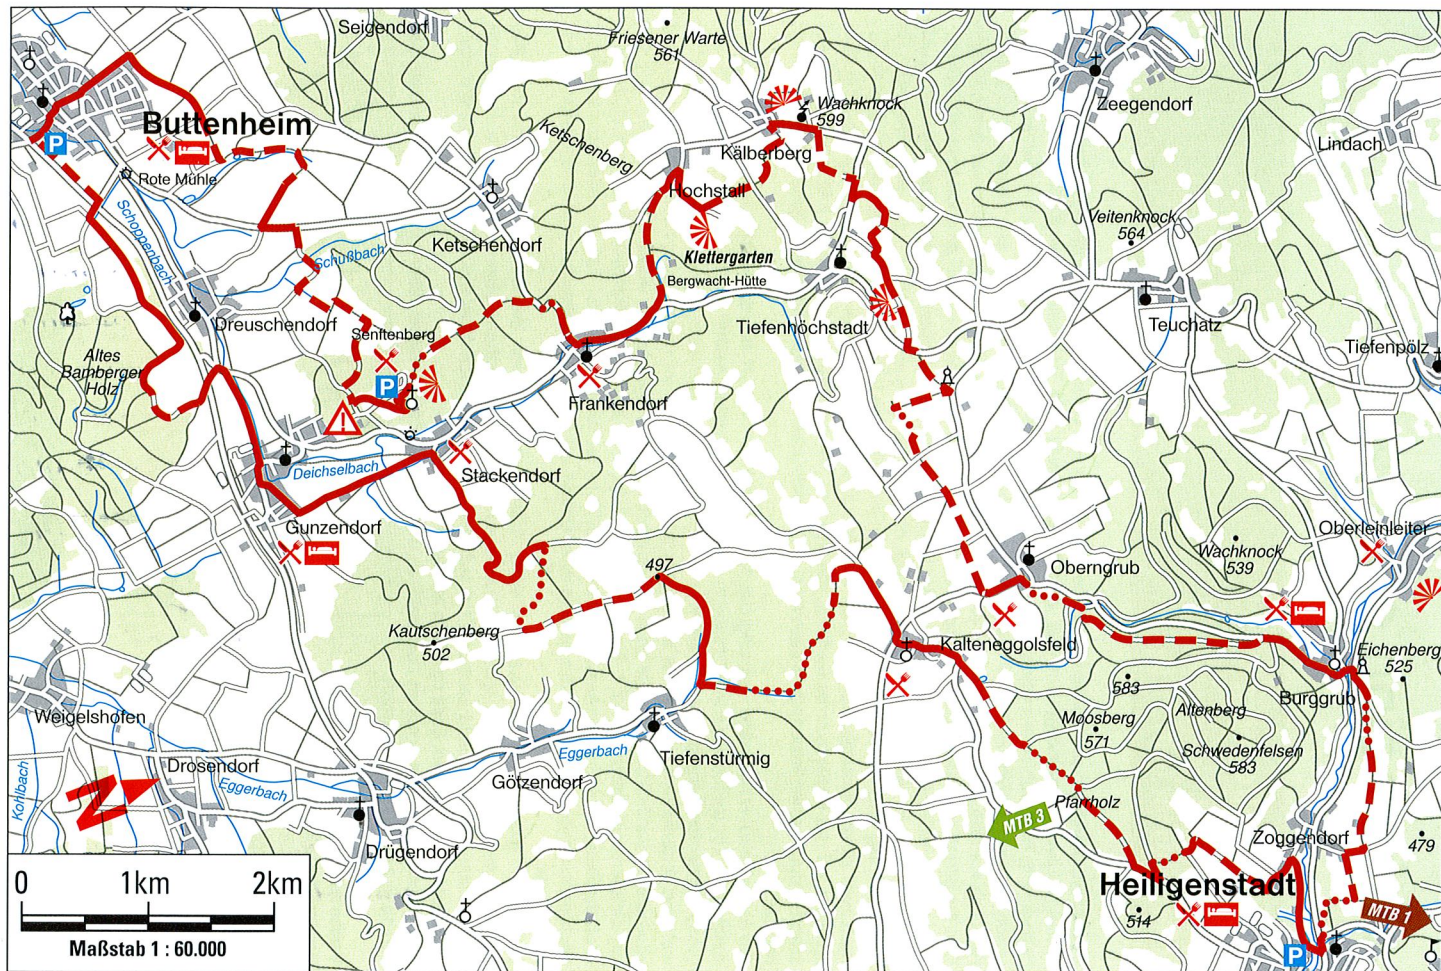 Seigendorf
Friesener Warte
561
Wachknock
599
Zeegendorf
Lindach
Buttenheim
P
Ketschenberg
Kälberberg
Rote Mühle
Hochstall
Schoppenbach
Veitenknock
564
Ketschendorf
Schußbach
Klettergärten
Bergwacht-Hütte
Dreuschendorf
Senftenberg
Tiefenhöchstadt
Teuchatz
Tiefenpölz
Altes
Bamberger
Holz
P
Frankendorf
Deichselbach
Stackendorf
Gunzendorf
Oberleinleiter
Wachknock
539
Oberngrub
497
Kautschenberg
502
Kalteneggolsfeld
Eichenberg
525
583
Burggrub
Altenberg
Moosberg
571
Schwedenfelsen
583
Weigelshofen
Eggerbach
Tiefenstürmig
Drosendorf
Götzendorf
Kohlbach
Eggerbach
N
Pfarrholz
MTB 3
Zoggendorf
479
Drügendorf
Heiligenstadt
514
MTB 1
P
0 1km 2km
Maßstab 1 : 60.000